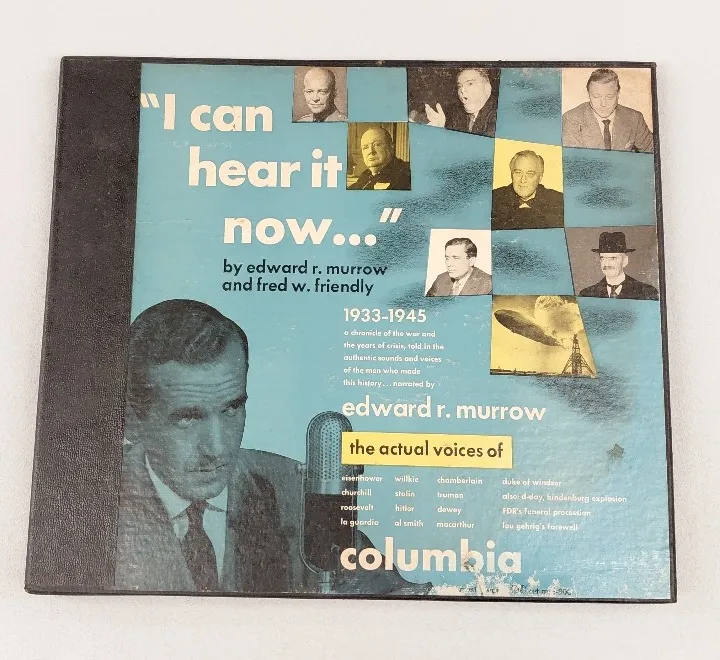 "I can
hear it
now..."
by edward r. murrow
and fred w. friendly
1933-1945
a chronicle of the war and
the years of crisis, told in the
authentic sounds and voices
of the men who made
this history... narrated by
edward r. murrow
the actual voices of
eisenhower willkie chamberlain duke of windsor
churchill stalin truman also: d-day, hindenburg explosion
roosevelt hitler dewey FDR's funeral procession
la guardia al smith macarthur lou gehrig's farewell
columbia